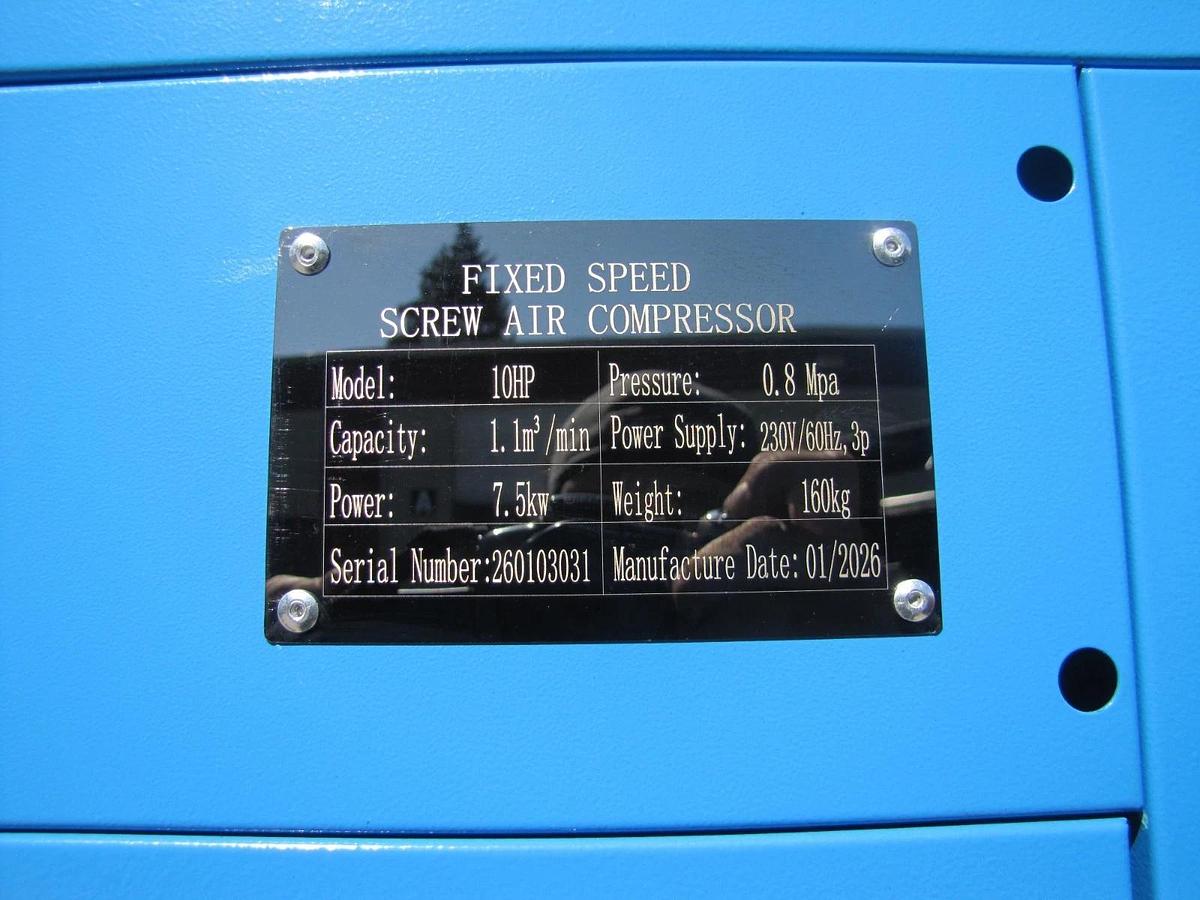 FIXED SPEED
SCREW AIR COMPRESSOR
Model: 10HP Pressure: 0.8 Mpa
Capacity: 1.1m³/min Power Supply: 230V/60Hz,3p
Power: 7.5kw Weight: 160kg
Serial Number:260103031 Manufacture Date: 01/2026